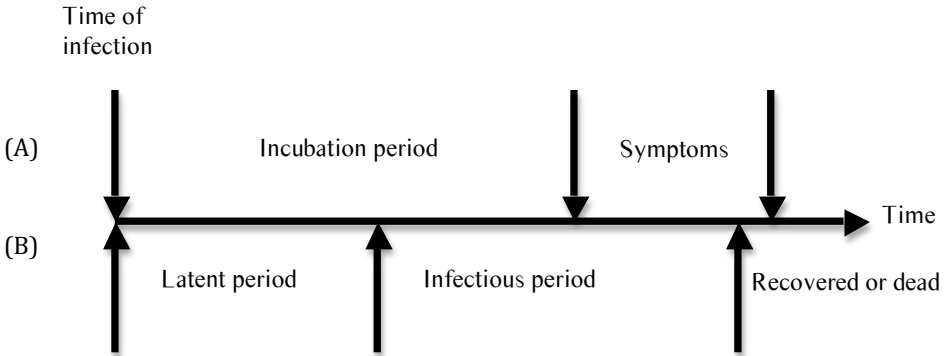 Time of
infection
(A)
Incubation period
Symptoms
Time
(B)
Latent period
Infectious period
Recovered or dead